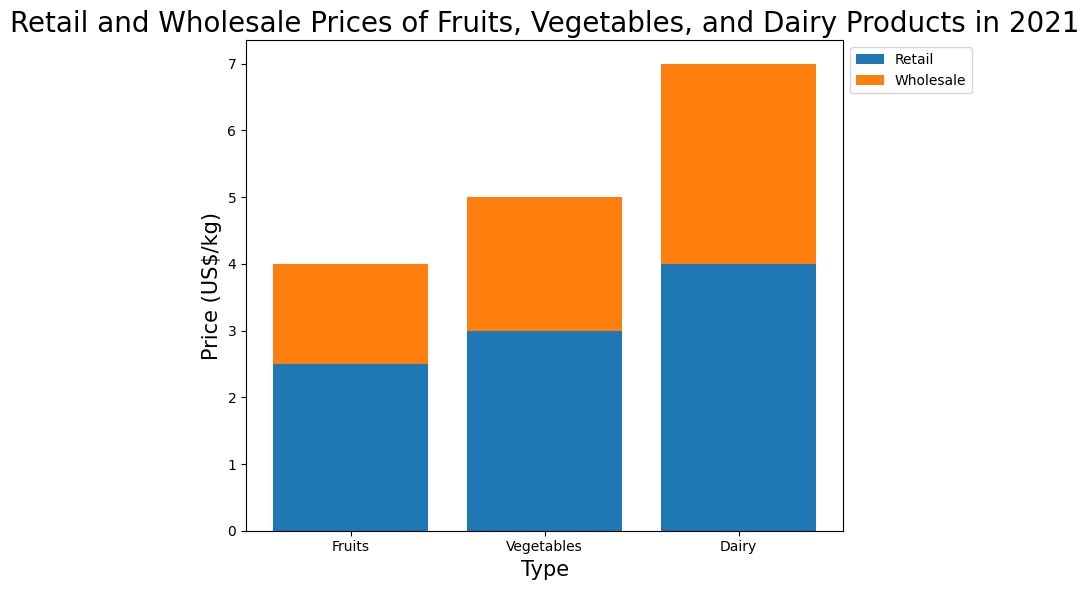 Retail and Wholesale Prices of Fruits, Vegetables, and Dairy Products in 2021
Retail
Wholesale
Price (US$/kg)
7
6
5
4
3
2
1
0
Fruits
Vegetables
Dairy
Type